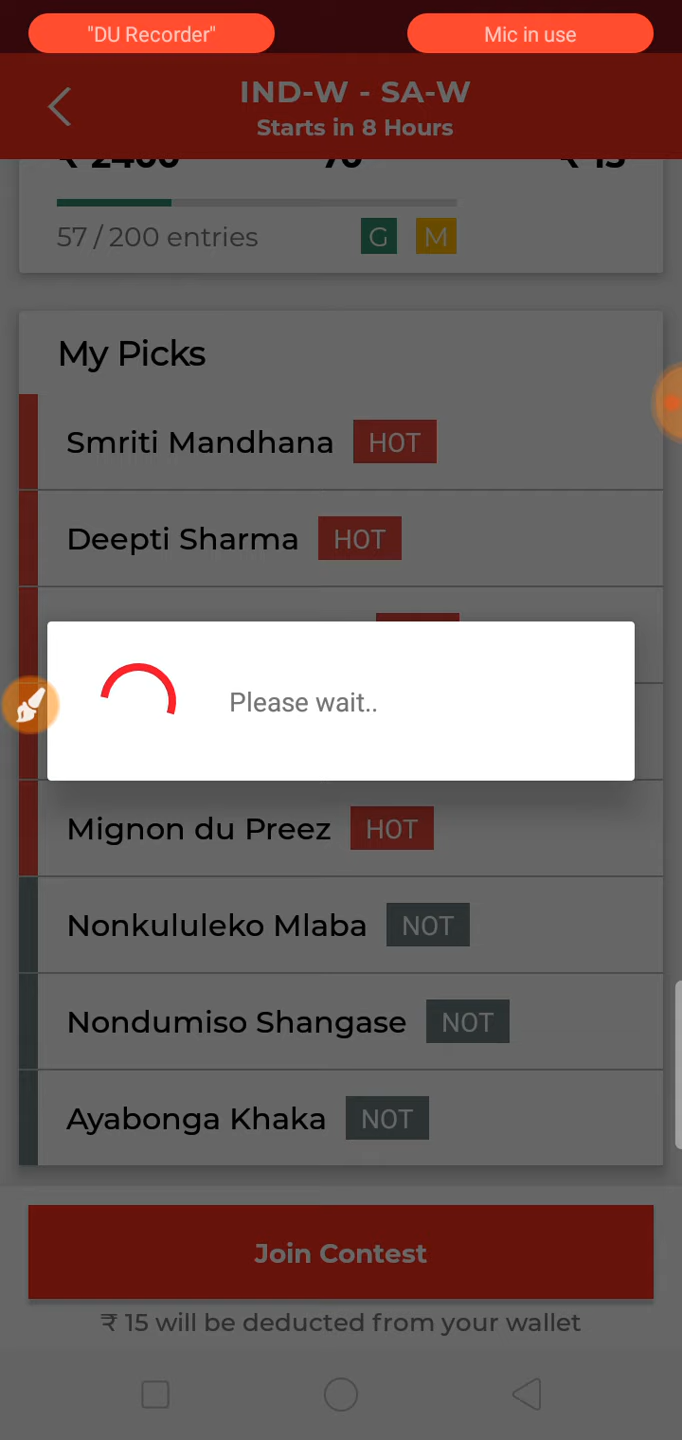 "DU Recorder"
Mic in use
IND-W - SA-W
Starts in 8 Hours
57 / 200 entries
G
M
My Picks
Smriti Mandhana
HOT
Deepti Sharma
HOT
Please wait..
Mignon du Preez
HOT
Nonkululeko Mlaba
NOT
Nondumiso Shangase
NOT
Ayabonga Khaka
NOT
Join Contest
₹ 15 will be deducted from your wallet